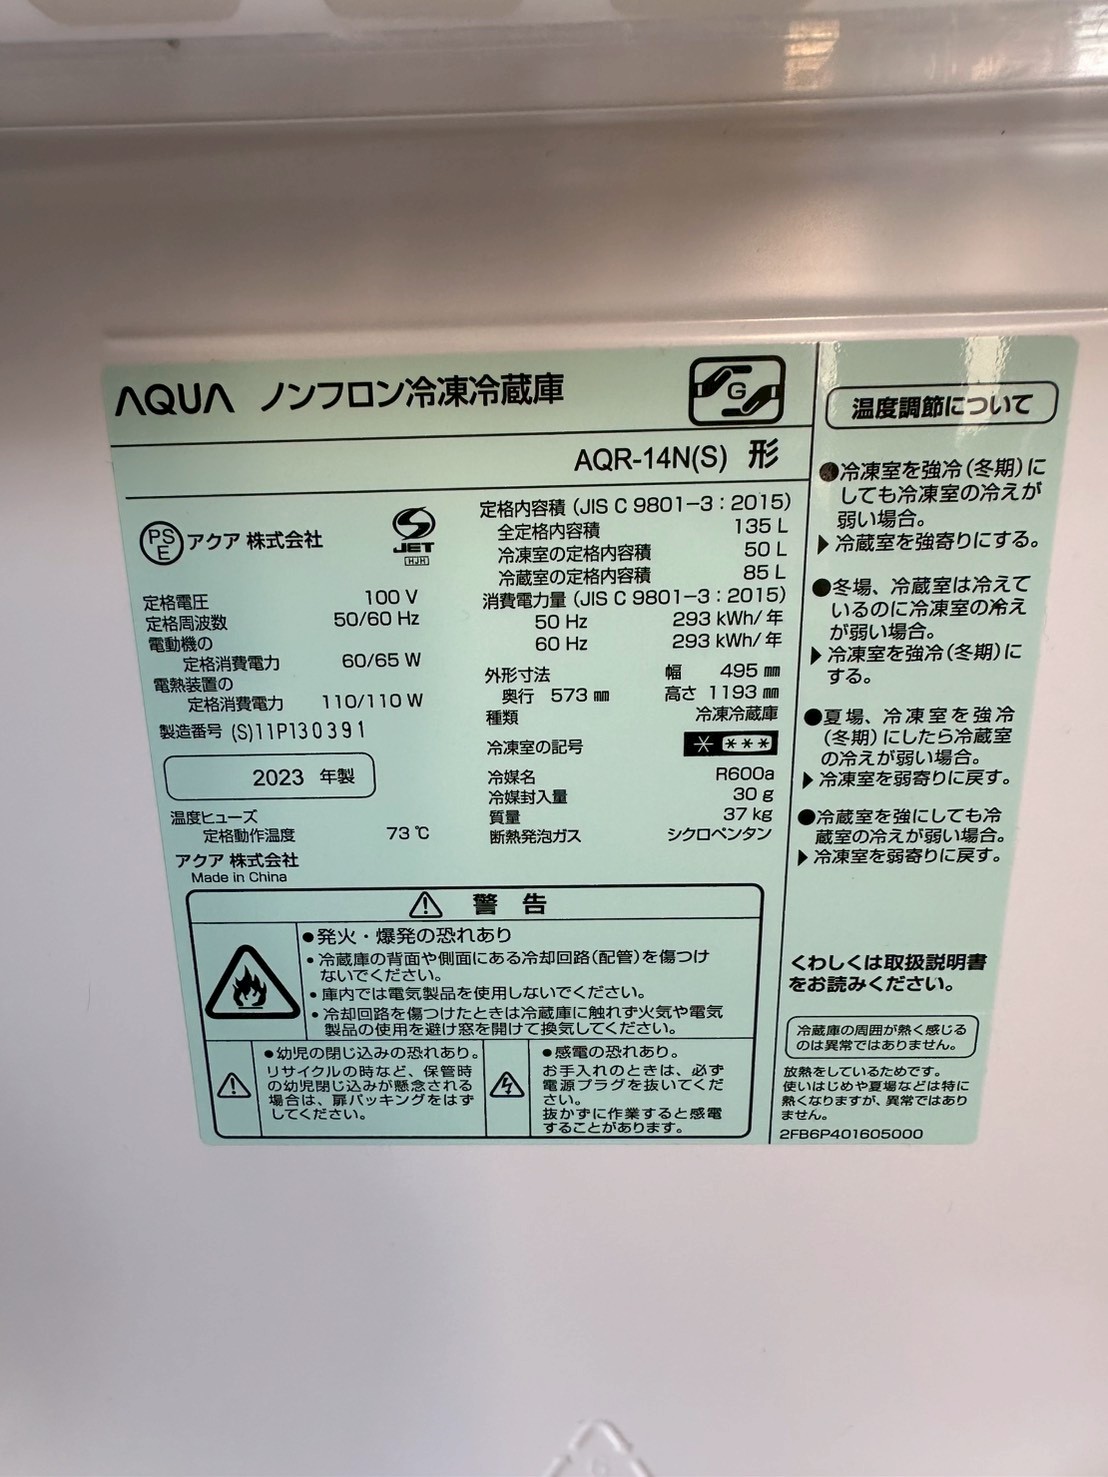 AQUA ノンフロン冷凍冷蔵庫
G
AQR-14N(S) 形
PSE アクア 株式会社
S JET
HJH
定格電圧 100 V
定格周波数 50/60 Hz
電動機の
定格消費電力 60/65 W
電熱装置の
定格消費電力 110/110 W
製造番号 (S)11P130391
2023 年製
温度ヒューズ
定格動作温度 73 ℃
アクア 株式会社
Made in China
定格内容積 (JIS C 9801-3:2015)
全定格内容積 135 L
冷凍室の定格内容積 50 L
冷蔵室の定格内容積 85 L
消費電力量 (JIS C 9801-3:2015)
50 Hz 293 kWh/年
60 Hz 293 kWh/年
外形寸法 幅 495 ㎜
奥行 573 ㎜ 高さ 1193 ㎜
種類 冷凍冷蔵庫
冷凍室の記号 * ***
冷媒名 R600a
冷媒封入量 30 g
質量 37 kg
断熱発泡ガス シクロペンタン
⚠ 警 告
●発火・爆発の恐れあり
・冷蔵庫の背面や側面にある冷却回路(配管)を傷つけ
ないでください。
・庫内では電気製品を使用しないでください。
・冷却回路を傷つけたときは冷蔵庫に触れず火気や電気
製品の使用を避け窓を開けて換気してください。
●幼児の閉じ込みの恐れあり。
リサイクルの時など、保管時
の幼児閉じ込みが懸念される
場合は、扉パッキングをはず
してください。
●感電の恐れあり。
お手入れのときは、必ず
電源プラグを抜いてくだ
さい。
抜かずに作業すると感電
することがあります。
温度調節について
●冷凍室を強冷(冬期)に
しても冷凍室の冷えが
弱い場合。
▶冷蔵室を強寄りにする。
●冬場、冷蔵室は冷えて
いるのに冷凍室の冷え
が弱い場合。
▶冷凍室を強冷(冬期)に
する。
●夏場、冷凍室を強冷
(冬期)にしたら冷蔵室
の冷えが弱い場合。
▶冷凍室を弱寄りに戻す。
●冷蔵室を強にしても冷
蔵室の冷えが弱い場合。
▶冷凍室を弱寄りに戻す。
くわしくは取扱説明書
をお読みください。
冷蔵庫の周囲が熱く感じる
のは異常ではありません。
放熱をしているためです。
使いはじめや夏場などは特に
熱くなりますが、異常ではあり
ません。
2FB6P401605000